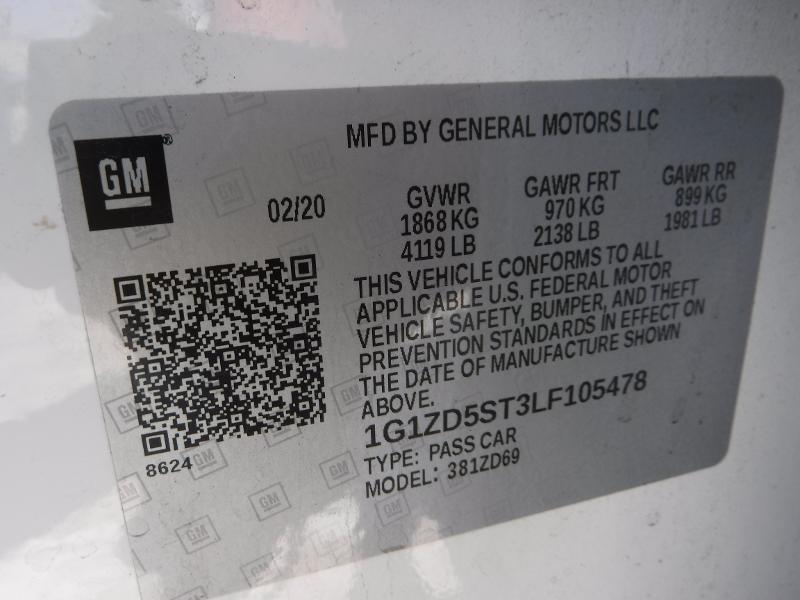 MFD BY GENERAL MOTORS LLC
GM®
02/20
GVWR
1868 KG
4119 LB
GAWR FRT
970 KG
2138 LB
GAWR RR
899 KG
1981 LB
THIS VEHICLE CONFORMS TO ALL
APPLICABLE U.S. FEDERAL MOTOR
VEHICLE SAFETY, BUMPER, AND THEFT
PREVENTION STANDARDS IN EFFECT ON
THE DATE OF MANUFACTURE SHOWN
ABOVE.
1G1ZD5ST3LF105478
TYPE: PASS CAR
MODEL: 381ZD69
8624